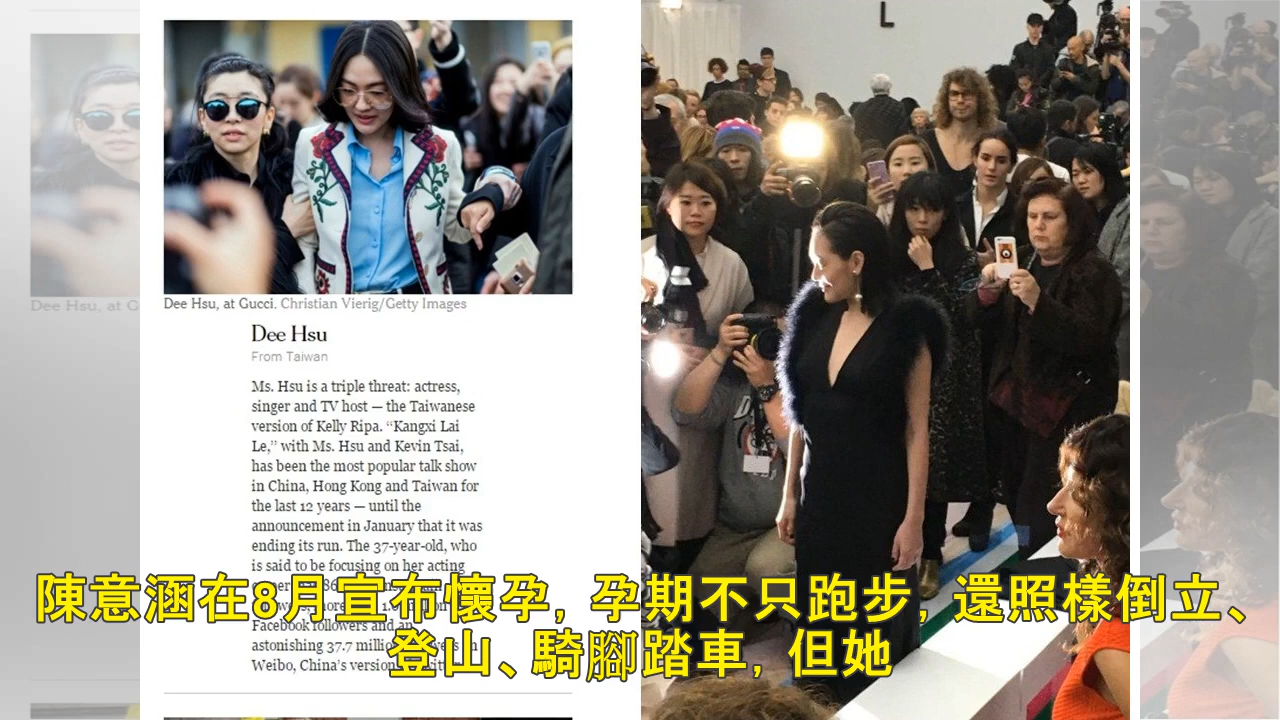 L
Dee Hsu, at G
Dee Hsu, at Gucci. Christian Vierig/Getty Images
Dee Hsu
From Taiwan
Ms. Hsu is a triple threat: actress,
singer and TV host — the Taiwanese
version of Kelly Ripa. “Kangxi Lai
Le,” with Ms. Hsu and Kevin Tsai,
has been the most popular talk show
in China, Hong Kong and Taiwan for
the last 12 years — until the
announcement in January that it was
ending its run. The 37-year-old, who
is said to be focusing on her acting
Facebook followers and an
astonishing 37.7
Weibo, China’s version
陳意涵在8月宣布懷孕, 孕期不只跑步, 還照樣倒立、
登山、騎腳踏車, 但她